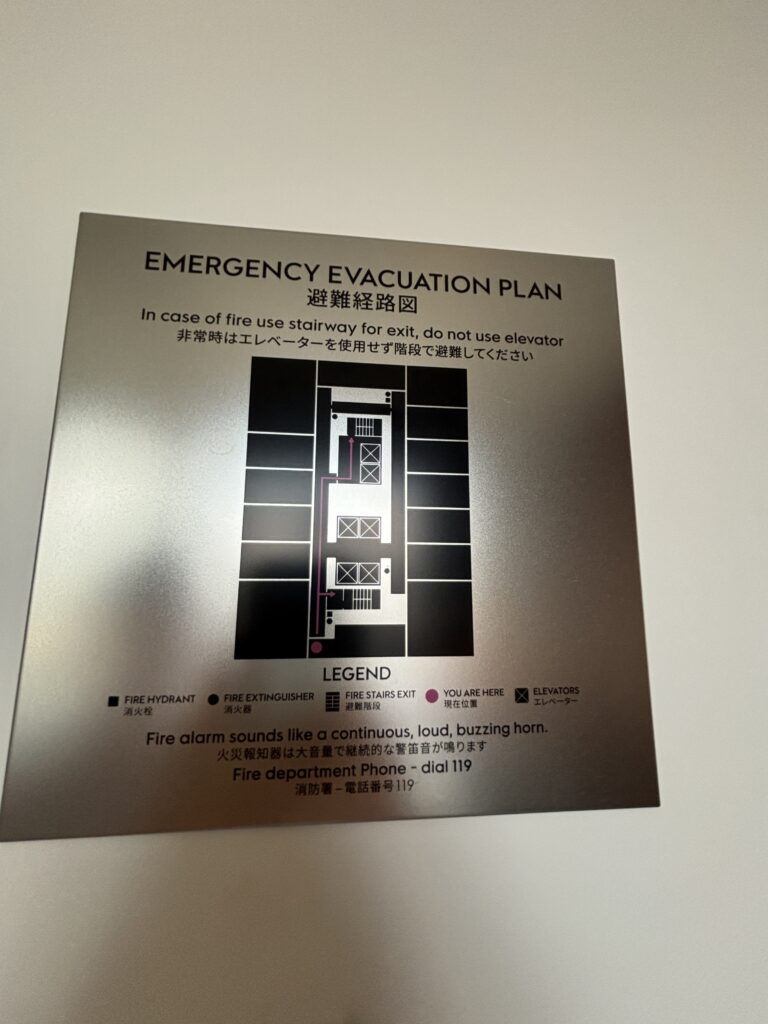 EMERGENCY EVACUATION PLAN
避難経路図
In case of fire use stairway for exit, do not use elevator
非常時はエレベーターを使用せず階段で避難してください
LEGEND
FIRE HYDRANT
消火栓
FIRE EXTINGUISHER
消火器
FIRE STAIRS EXIT
避難階段
YOU ARE HERE
現在位置
ELEVATORS
エレベーター
Fire alarm sounds like a continuous, loud, buzzing horn.
火災報知器は大音量で継続的な警笛音が鳴ります
Fire department Phone - dial 119
消防署 – 電話番号119